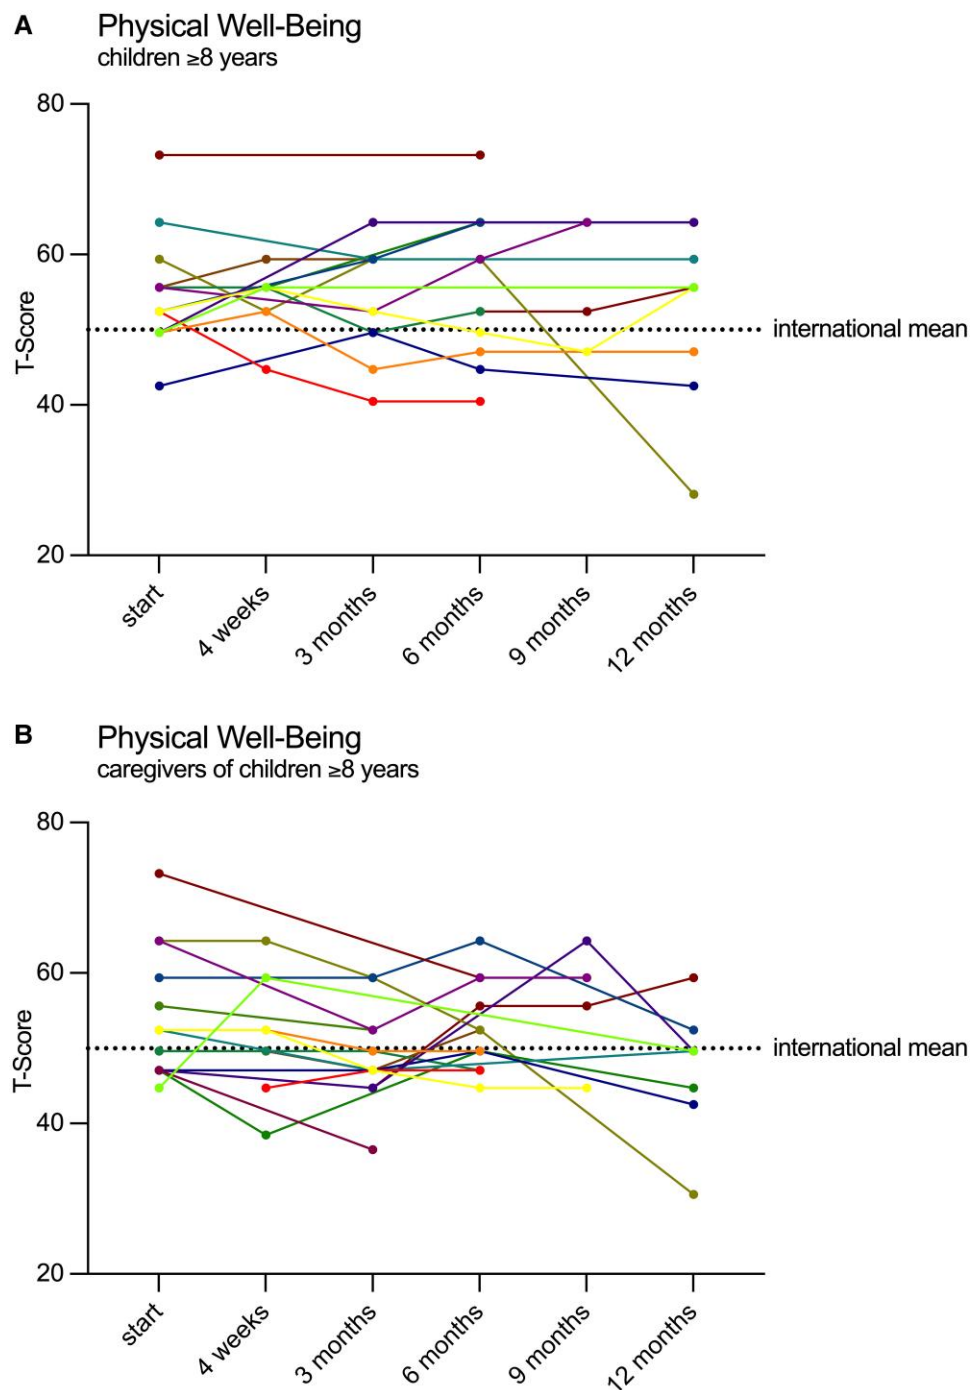 A
Physical Well-Being
children ≥8 years
80
60
40
20
T-Score
international mean
start
4 weeks
3 months
6 months
9 months
12 months
B
Physical Well-Being
caregivers of children ≥8 years
80
60
40
20
T-Score
international mean
start
4 weeks
3 months
6 months
9 months
12 months